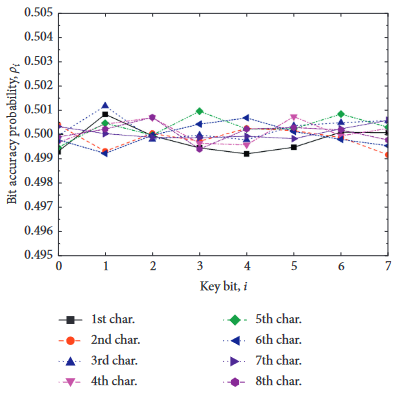 0.505
0.504
0.503
0.502
0.501
0.500
0.499
0.498
0.497
0.496
0.495
Bit accuracy probability, ρi
0 1 2 3 4 5 6 7
Key bit, i
1st char.
2nd char.
3rd char.
4th char.
5th char.
6th char.
7th char.
8th char.